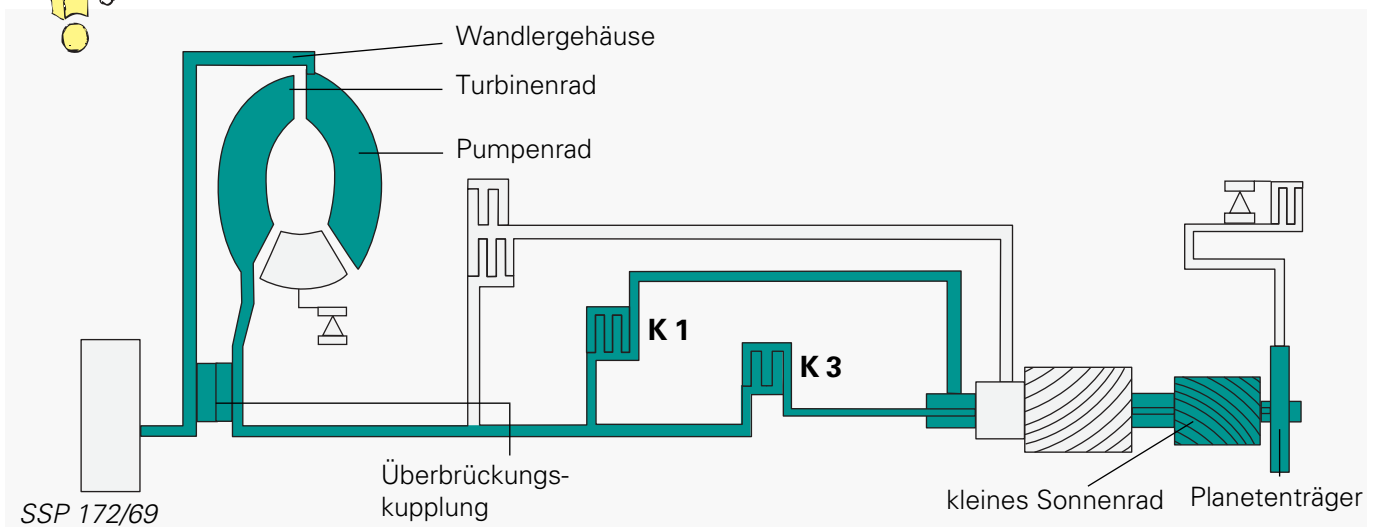 Wandlergehäuse
Turbinenrad
Pumpenrad
K 1
K 3
Überbrückungs-
kupplung
kleines Sonnenrad
Planetenträger
SSP 172/69